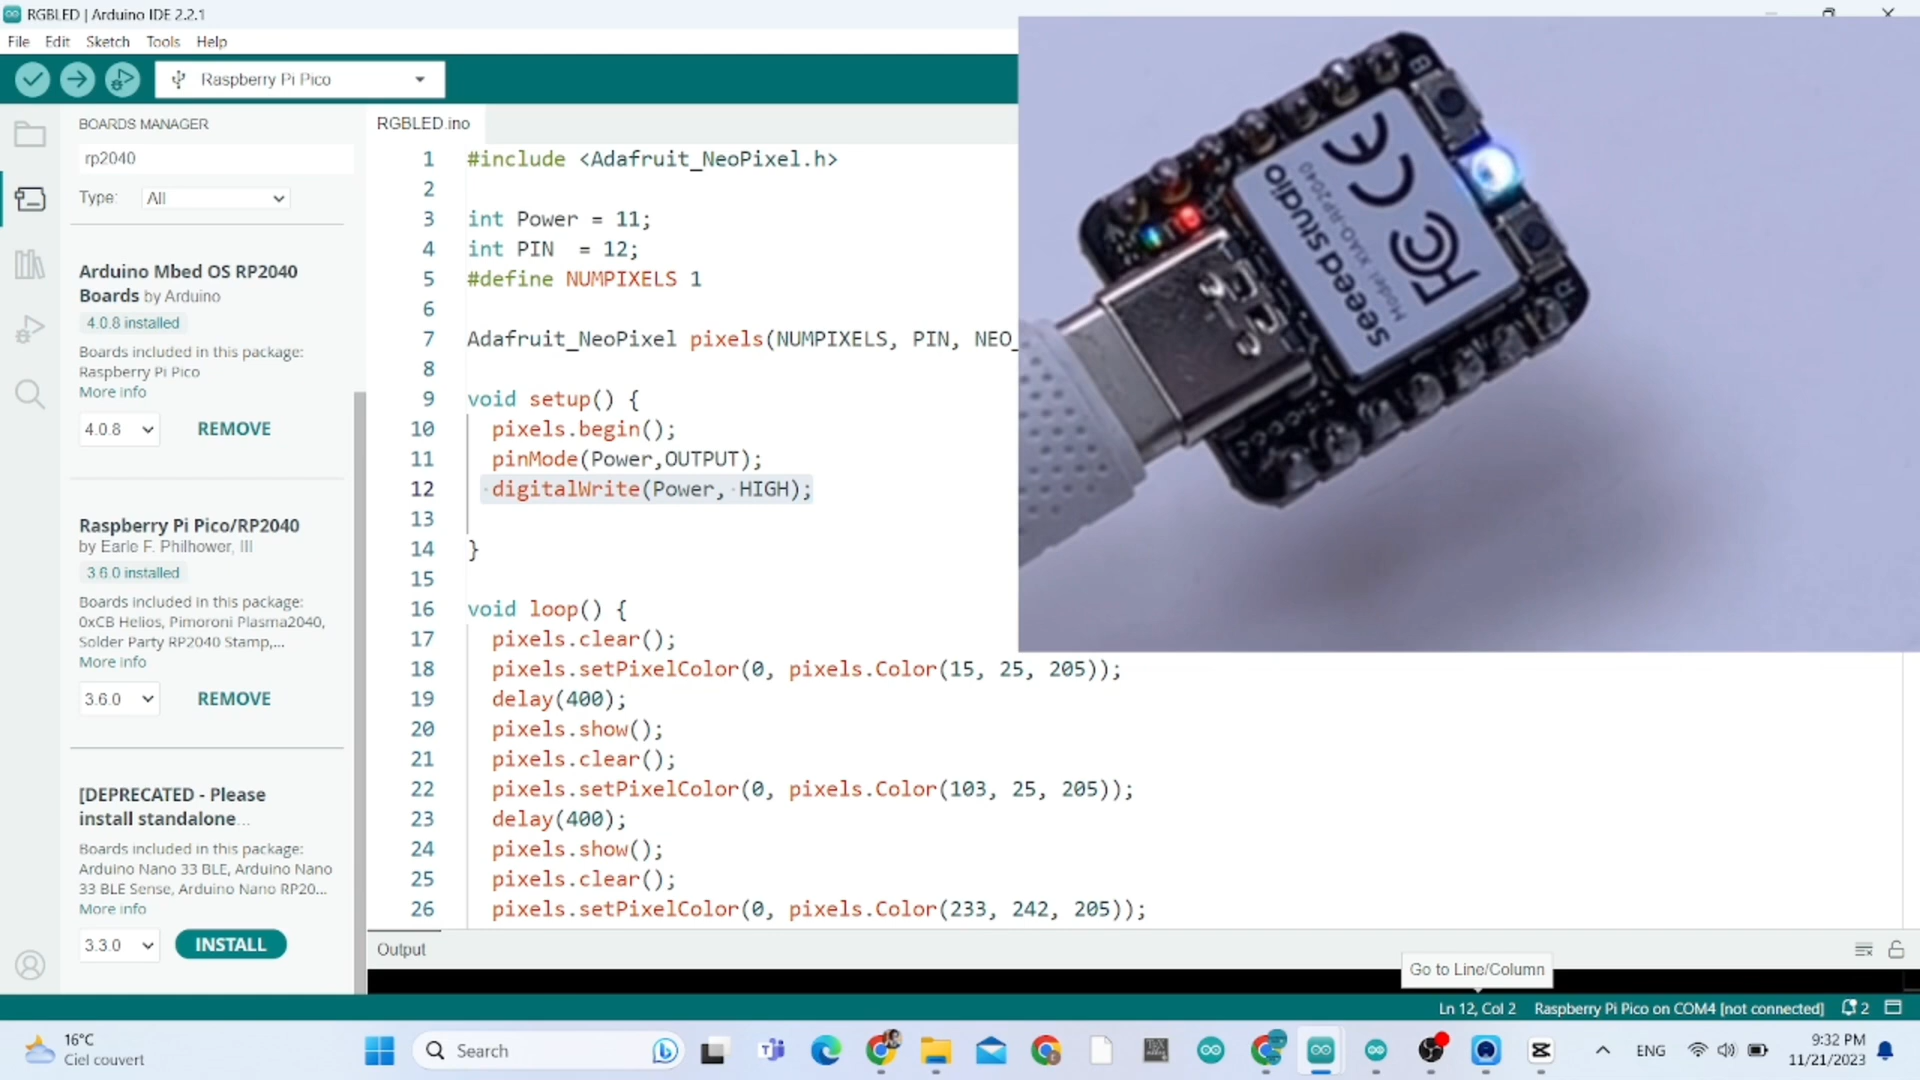 RGBLED | Arduino IDE 2.2.1
File Edit Sketch Tools Help
Raspberry Pi Pico
BOARDS MANAGER
rp2040
Type: All
Arduino Mbed OS RP2040
Boards by Arduino
4.0.8 installed
Boards included in this package:
Raspberry Pi Pico
More info
4.0.8 REMOVE
Raspberry Pi Pico/RP2040
by Earle F. Philhower, III
3.6.0 installed
Boards included in this package:
0xCB Helios, Pimoroni Plasma2040,
Solder Party RP2040 Stamp,...
More info
3.6.0 REMOVE
[DEPRECATED - Please
install standalone...
Boards included in this package:
Arduino Nano 33 BLE, Arduino Nano
33 BLE Sense, Arduino Nano RP20...
More info
3.3.0 INSTALL
RGBLED.ino
1 #include <Adafruit_NeoPixel.h>
2
3 int Power = 11;
4 int PIN  = 12;
5 #define NUMPIXELS 1
6
7 Adafruit_NeoPixel pixels(NUMPIXELS, PIN, NEO_
8
9 void setup() {
10 pixels.begin();
11 pinMode(Power,OUTPUT);
12 digitalWrite(Power, HIGH);
13
14 }
15
16 void loop() {
17 pixels.clear();
18 pixels.setPixelColor(0, pixels.Color(15, 25, 205));
19 delay(400);
20 pixels.show();
21 pixels.clear();
22 pixels.setPixelColor(0, pixels.Color(103, 25, 205));
23 delay(400);
24 pixels.show();
25 pixels.clear();
26 pixels.setPixelColor(0, pixels.Color(233, 242, 205));
seeed studio
Model: XIAO-RP2040
CE
FC
B
R
Output
Go to Line/Column
Ln 12, Col 2 Raspberry Pi Pico on COM4 [not connected] 2
16°C
Ciel couvert
Search
ENG
9:32 PM
11/21/2023